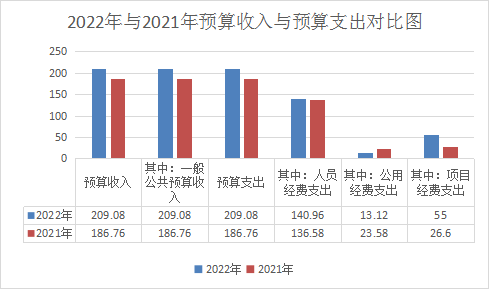 2022年与2021年预算收入与预算支出对比图
250
200
150
100
50
0
预算收入
其中：一般
公共预算收
入
预算支出
其中：人员
经费支出
其中：公用
经费支出
其中：项目
经费支出
2022年 209.08 209.08 209.08 140.96 13.12 55
2021年 186.76 186.76 186.76 136.58 23.58 26.6
2022年 2021年